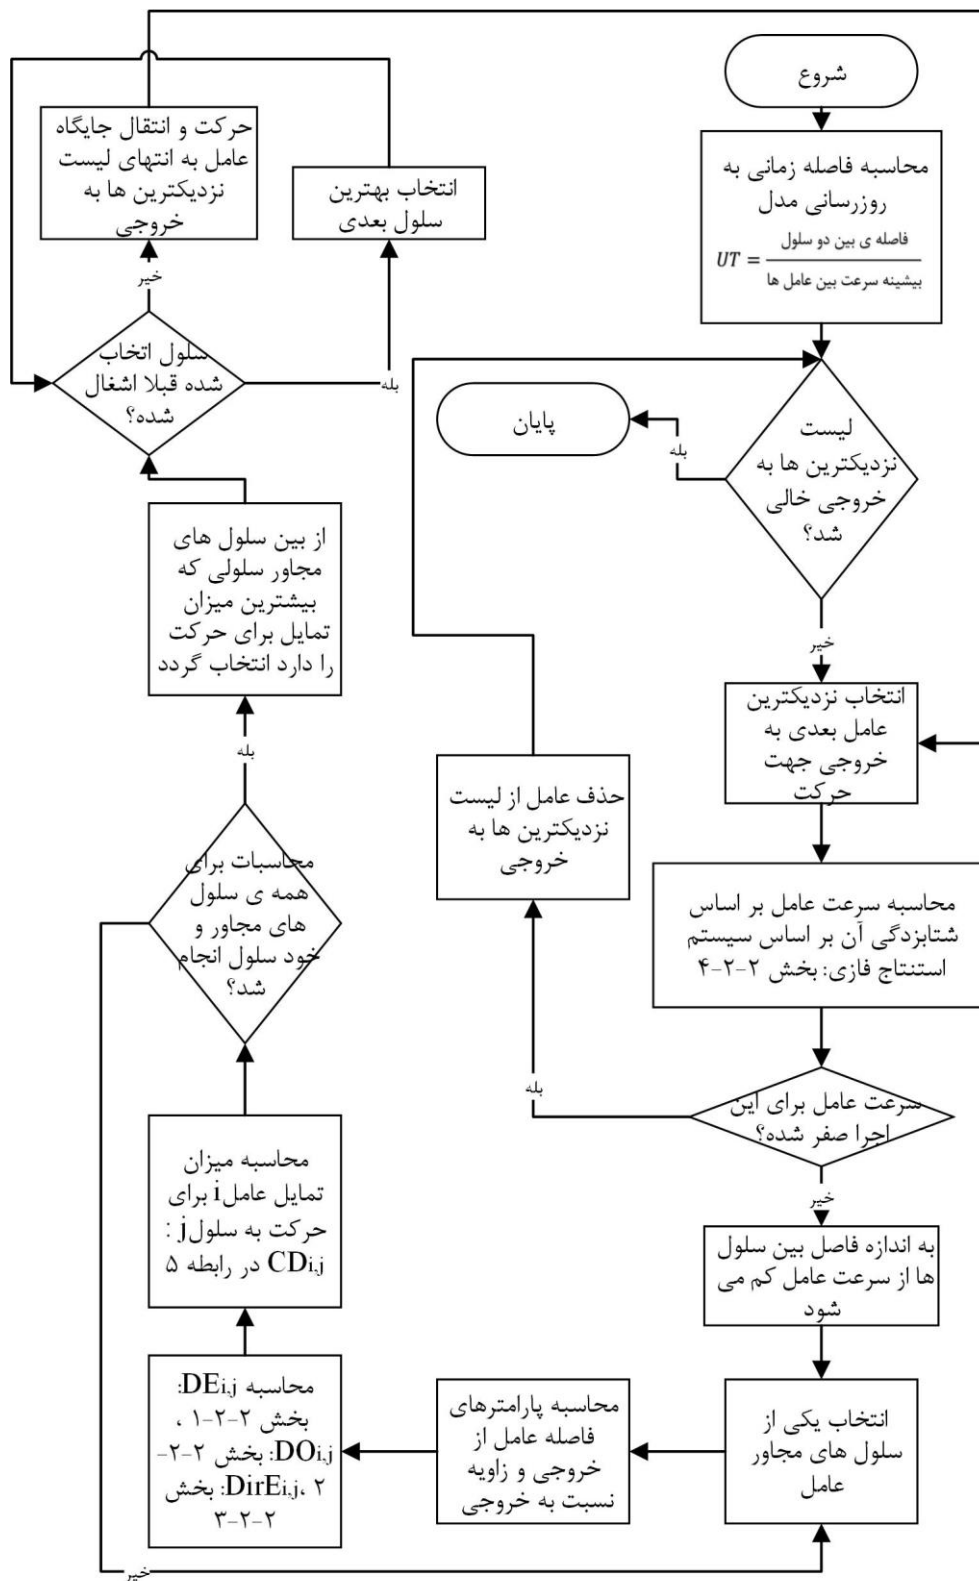 شروع
محاسبه فاصله زمانی به
روزرسانی مدل
UT = فاصله ی بین دو سلول / بیشینه سرعت بین عامل ها
لیست
نزدیکترین ها به
خروجی خالی
شد؟
بله
پایان
خیر
انتخاب نزدیکترین
عامل بعدی به
خروجی جهت
حرکت
محاسبه سرعت عامل بر اساس
شتابزدگی آن بر اساس سیستم
استنتاج فازی: بخش ۲-۲-۴
سرعت عامل برای این
اجرا صفر شده؟
بله
حذف عامل از لیست
نزدیکترین ها به
خروجی
خیر
به اندازه فاصل بین سلول
ها از سرعت عامل کم می
شود
انتخاب یکی از
سلول های مجاور
عامل
محاسبه پارامترهای
فاصله عامل از
خروجی و زاویه
نسبت به خروجی
محاسبه DEi,j:
بخش ۲-۲-۱ ،
DOi,j: بخش ۲-۲-
۲ ،DirEi,j: بخش
۲-۲-۳
محاسبه میزان
تمایل عامل i برای
حرکت به سلول j :
CDi,j در رابطه ۵
محاسبات برای
همه ی سلول
های مجاور و
خود سلول انجام
شد؟
خیر
بله
از بین سلول های
مجاور سلولی که
بیشترین میزان
تمایل برای حرکت
را دارد انتخاب گردد
سلول اتخاب
شده قبلا اشغال
شده؟
بله
انتخاب بهترین
سلول بعدی
خیر
حرکت و انتقال جایگاه
عامل به انتهای لیست
نزدیکترین ها به
خروجی